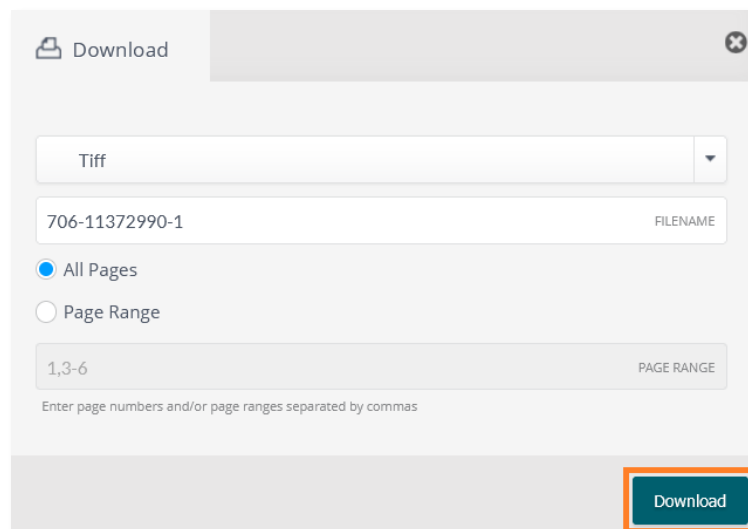 Download
Tiff
706-11372990-1 FILENAME
All Pages
Page Range
1,3-6 PAGE RANGE
Enter page numbers and/or page ranges separated by commas
Download